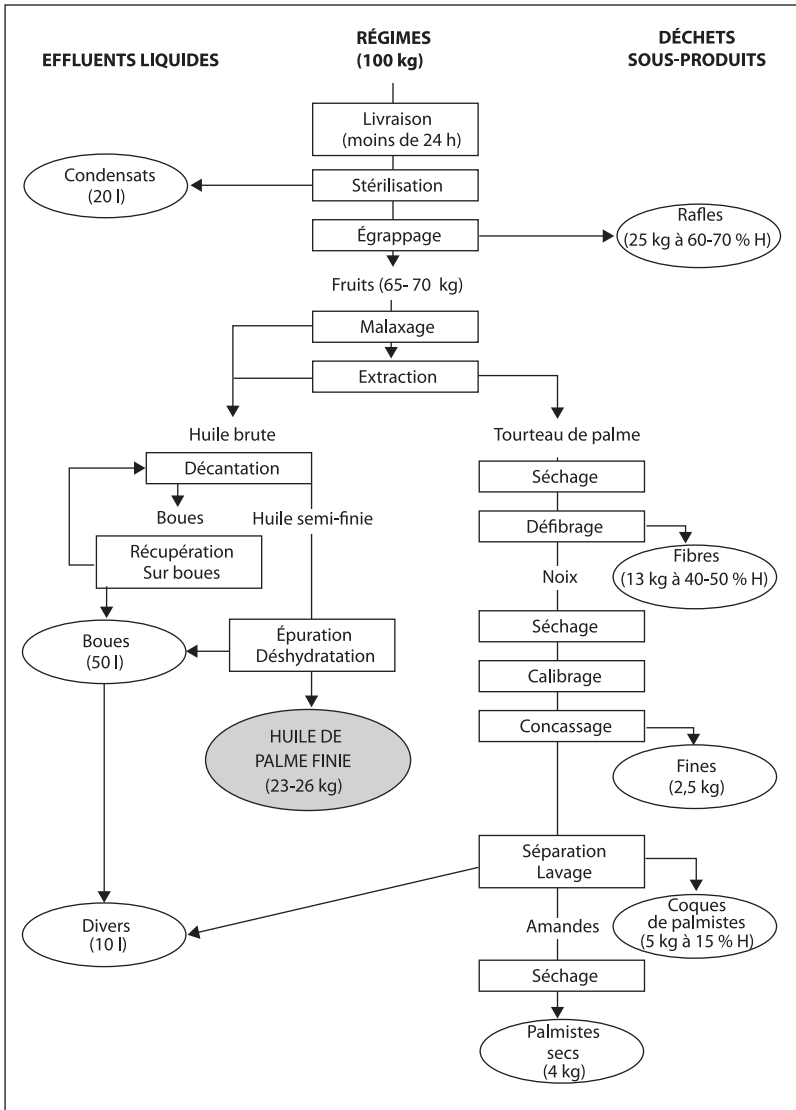 EFFLUENTS LIQUIDES
RÉGIMES
(100 kg)
DÉCHETS
SOUS-PRODUITS
Livraison
(moins de 24 h)
Condensats
(20 l)
Stérilisation
Égrappage
Rafles
(25 kg à 60-70 % H)
Fruits (65- 70 kg)
Malaxage
Extraction
Huile brute
Tourteau de palme
Décantation
Séchage
Boues
Huile semi-finie
Défibrage
Récupération
Sur boues
Fibres
(13 kg à 40-50 % H)
Noix
Boues
(50 l)
Épuration
Déshydratation
Séchage
Calibrage
HUILE DE
PALME FINIE
(23-26 kg)
Concassage
Fines
(2,5 kg)
Séparation
Lavage
Divers
(10 l)
Amandes
Coques
de palmistes
(5 kg à 15 % H)
Séchage
Palmistes
secs
(4 kg)